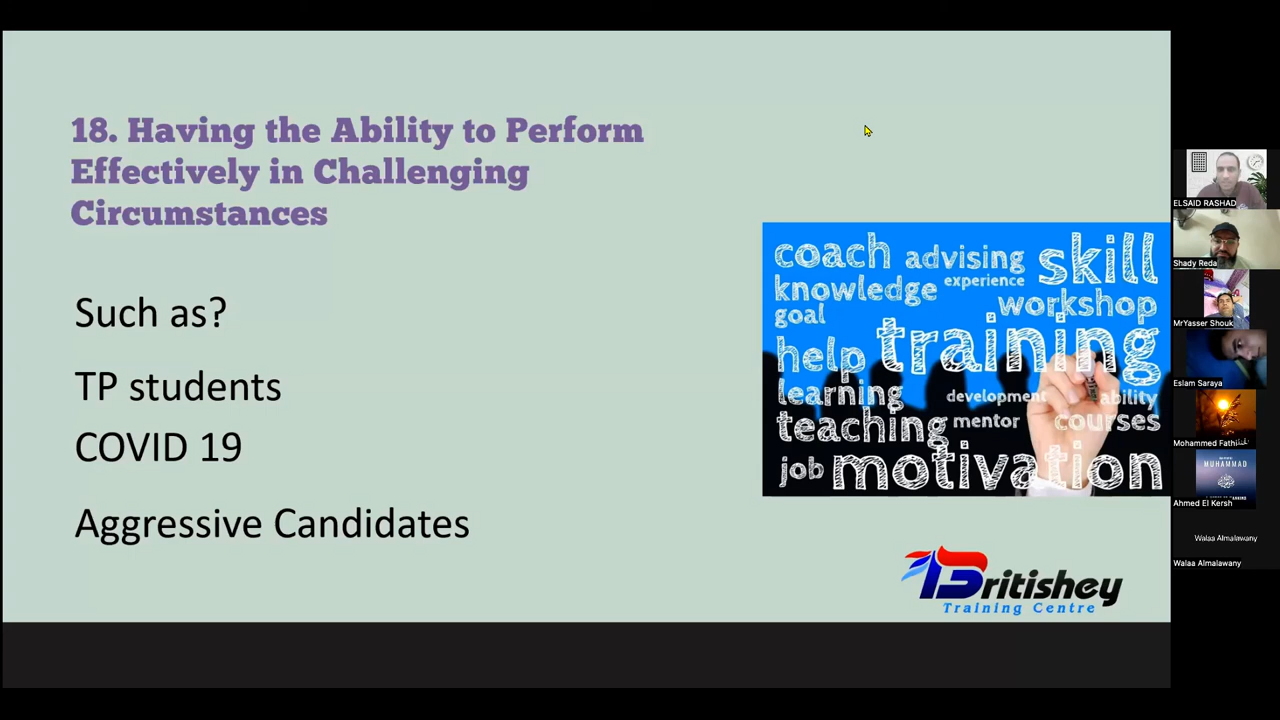 18. Having the Ability to Perform
Effectively in Challenging
Circumstances
Such as?
TP students
COVID 19
Aggressive Candidates
coach advising skill
knowledge experience
goal workshop
help training
learning development ability
teaching mentor courses
job motivation
Britishey
Training Centre
ELSAID RASHAD
Shady Reda
MrYasser Shouk
Eslam Saraya
Mohammed Fathi
MUHAMMAD
Ahmed El Kersh
Walaa Almalawany
Walaa Almalawany